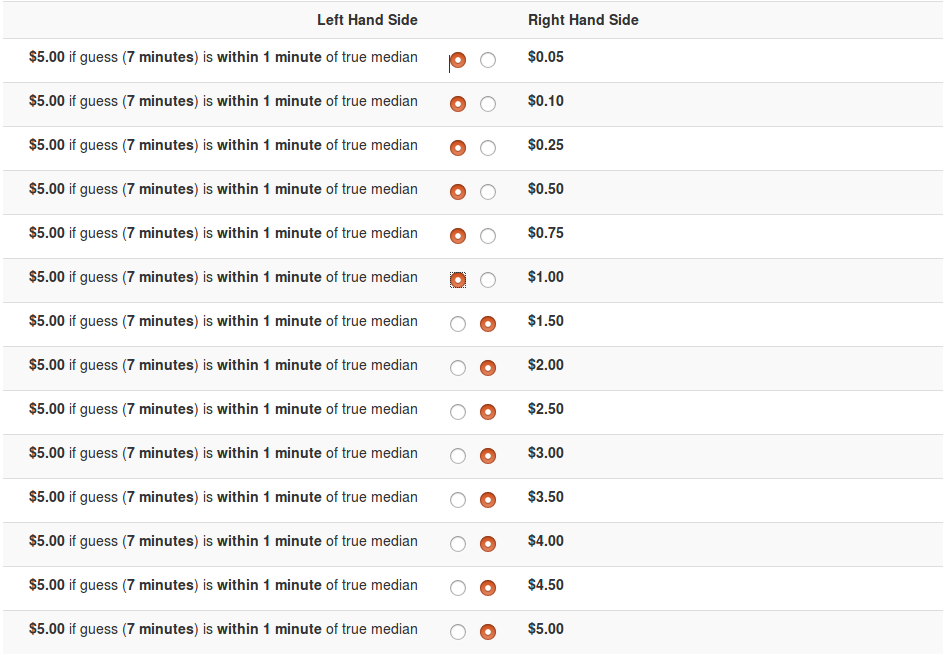 Left Hand Side Right Hand Side
$5.00 if guess (7 minutes) is within 1 minute of true median $0.05
$5.00 if guess (7 minutes) is within 1 minute of true median $0.10
$5.00 if guess (7 minutes) is within 1 minute of true median $0.25
$5.00 if guess (7 minutes) is within 1 minute of true median $0.50
$5.00 if guess (7 minutes) is within 1 minute of true median $0.75
$5.00 if guess (7 minutes) is within 1 minute of true median $1.00
$5.00 if guess (7 minutes) is within 1 minute of true median $1.50
$5.00 if guess (7 minutes) is within 1 minute of true median $2.00
$5.00 if guess (7 minutes) is within 1 minute of true median $2.50
$5.00 if guess (7 minutes) is within 1 minute of true median $3.00
$5.00 if guess (7 minutes) is within 1 minute of true median $3.50
$5.00 if guess (7 minutes) is within 1 minute of true median $4.00
$5.00 if guess (7 minutes) is within 1 minute of true median $4.50
$5.00 if guess (7 minutes) is within 1 minute of true median $5.00